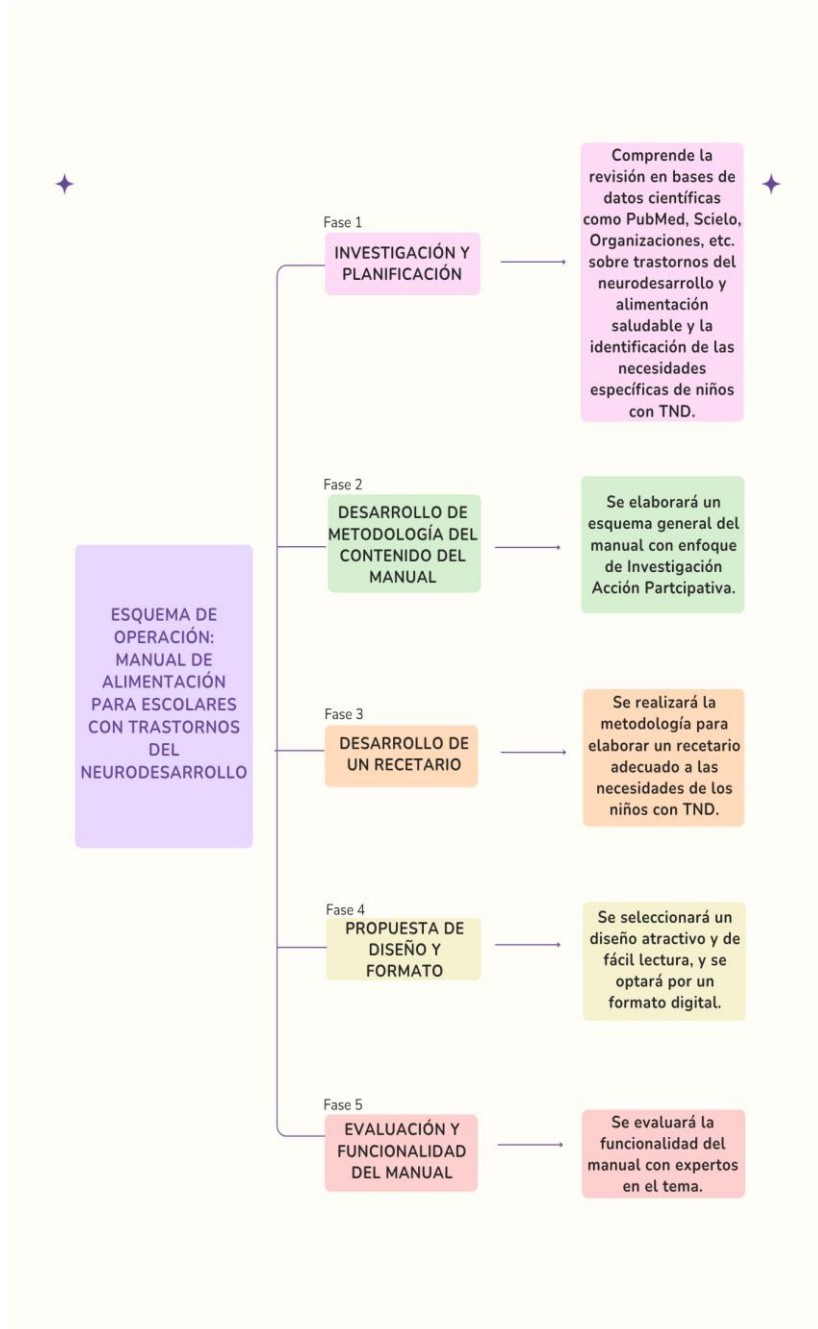 ESQUEMA DE
OPERACIÓN:
MANUAL DE
ALIMENTACIÓN
PARA ESCOLARES
CON TRASTORNOS
DEL
NEURODESARROLLO
Fase 1
INVESTIGACIÓN Y
PLANIFICACIÓN
Comprende la
revisión en bases de
datos científicas
como PubMed, Scielo,
Organizaciones, etc.
sobre trastornos del
neurodesarrollo y
alimentación
saludable y la
identificación de las
necesidades
específicas de niños
con TND.
Fase 2
DESARROLLO DE
METODOLOGÍA DEL
CONTENIDO DEL
MANUAL
Se elaborará un
esquema general del
manual con enfoque
de Investigación
Acción Partcipativa.
Fase 3
DESARROLLO DE
UN RECETARIO
Se realizará la
metodología para
elaborar un recetario
adecuado a las
necesidades de los
niños con TND.
Fase 4
PROPUESTA DE
DISEÑO Y
FORMATO
Se seleccionará un
diseño atractivo y de
fácil lectura, y se
optará por un
formato digital.
Fase 5
EVALUACIÓN Y
FUNCIONALIDAD
DEL MANUAL
Se evaluará la
funcionalidad del
manual con expertos
en el tema.